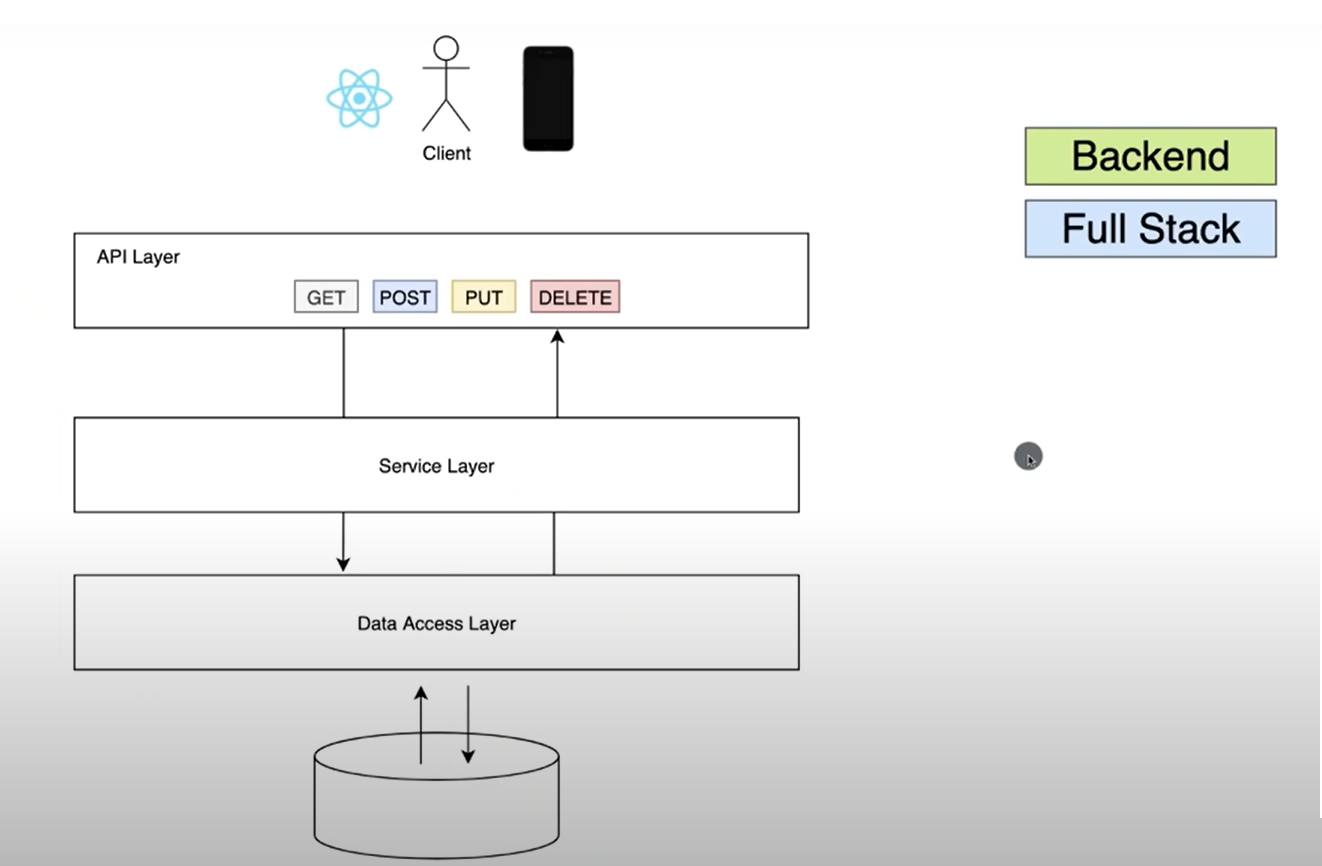 Client
Backend
Full Stack
API Layer
GET POST PUT DELETE
Service Layer
Data Access Layer